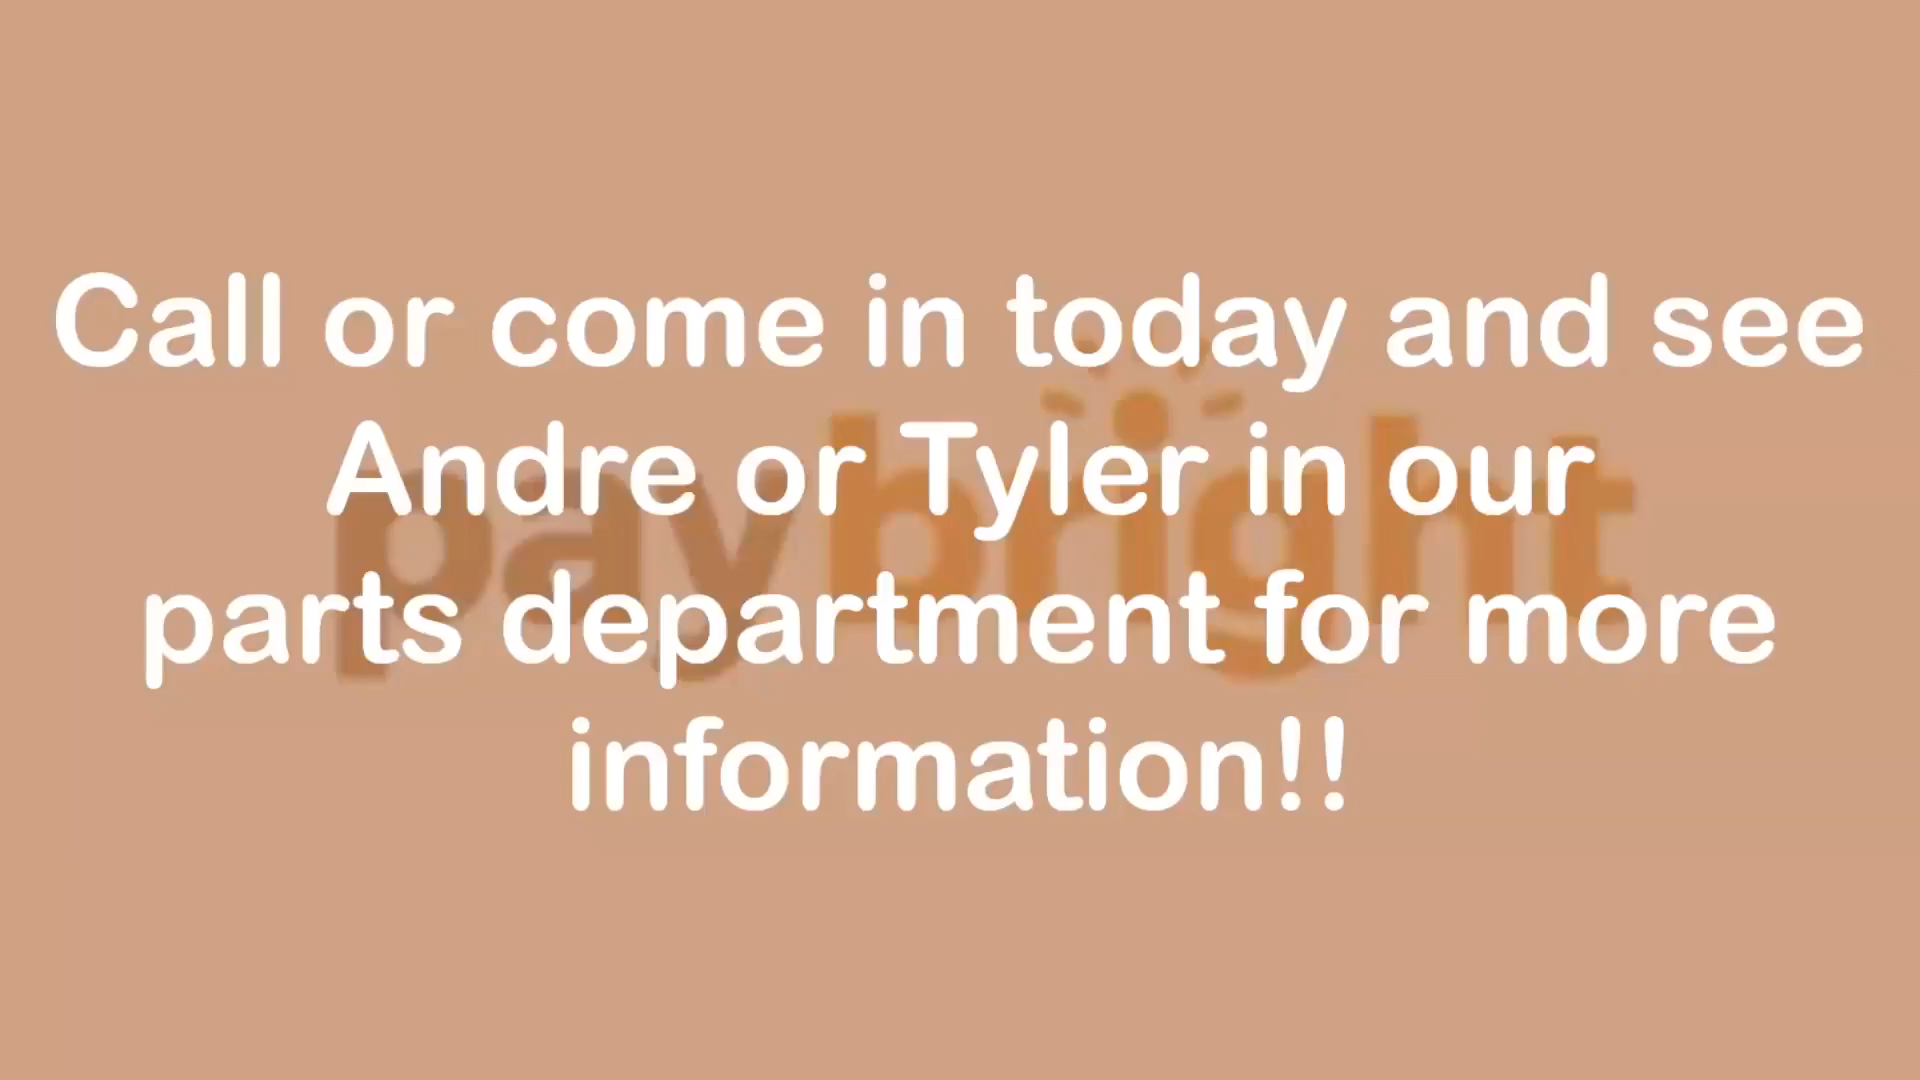 Call or come in today and see
Andre or Tyler in our
parts department for more
information!!
paybright